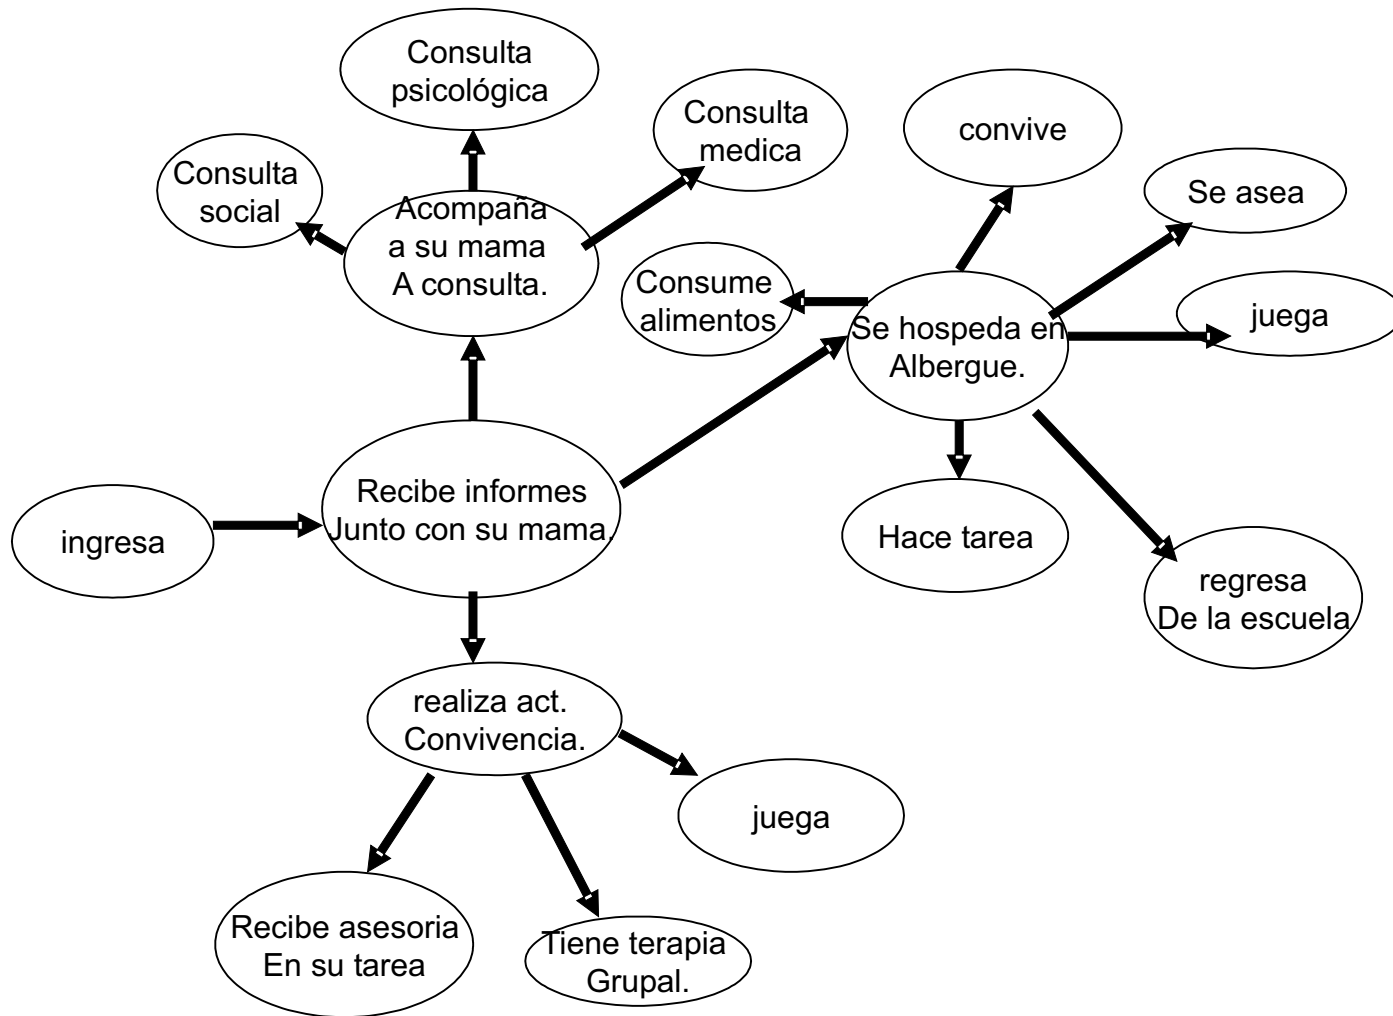 Consulta
psicológica
Consulta
medica
convive
Consulta
social
Se asea
Acompaña
a su mama
A consulta.
Consume
alimentos
juega
Se hospeda en
Albergue.
Recibe informes
Junto con su mama.
ingresa
Hace tarea
regresa
De la escuela
realiza act.
Convivencia.
juega
Recibe asesoria
En su tarea
Tiene terapia
Grupal.